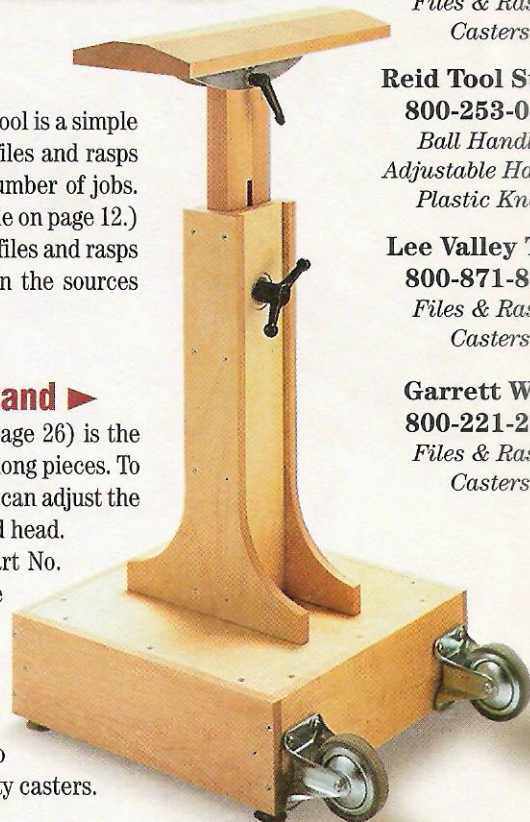 ool is a simple
files and rasps
umber of jobs.
e on page 12.)
files and rasps
n the sources
and ▶
age 26) is the
ong pieces. To
can adjust the
d head.
art No.
e
o
ty casters.
Files & Ras
Casters
Reid Tool S
800-253-0
Ball Handl
Adjustable Ha
Plastic Kn
Lee Valley T
800-871-8
Files & Ras
Casters
Garrett W
800-221-2
Files & Ras
Casters